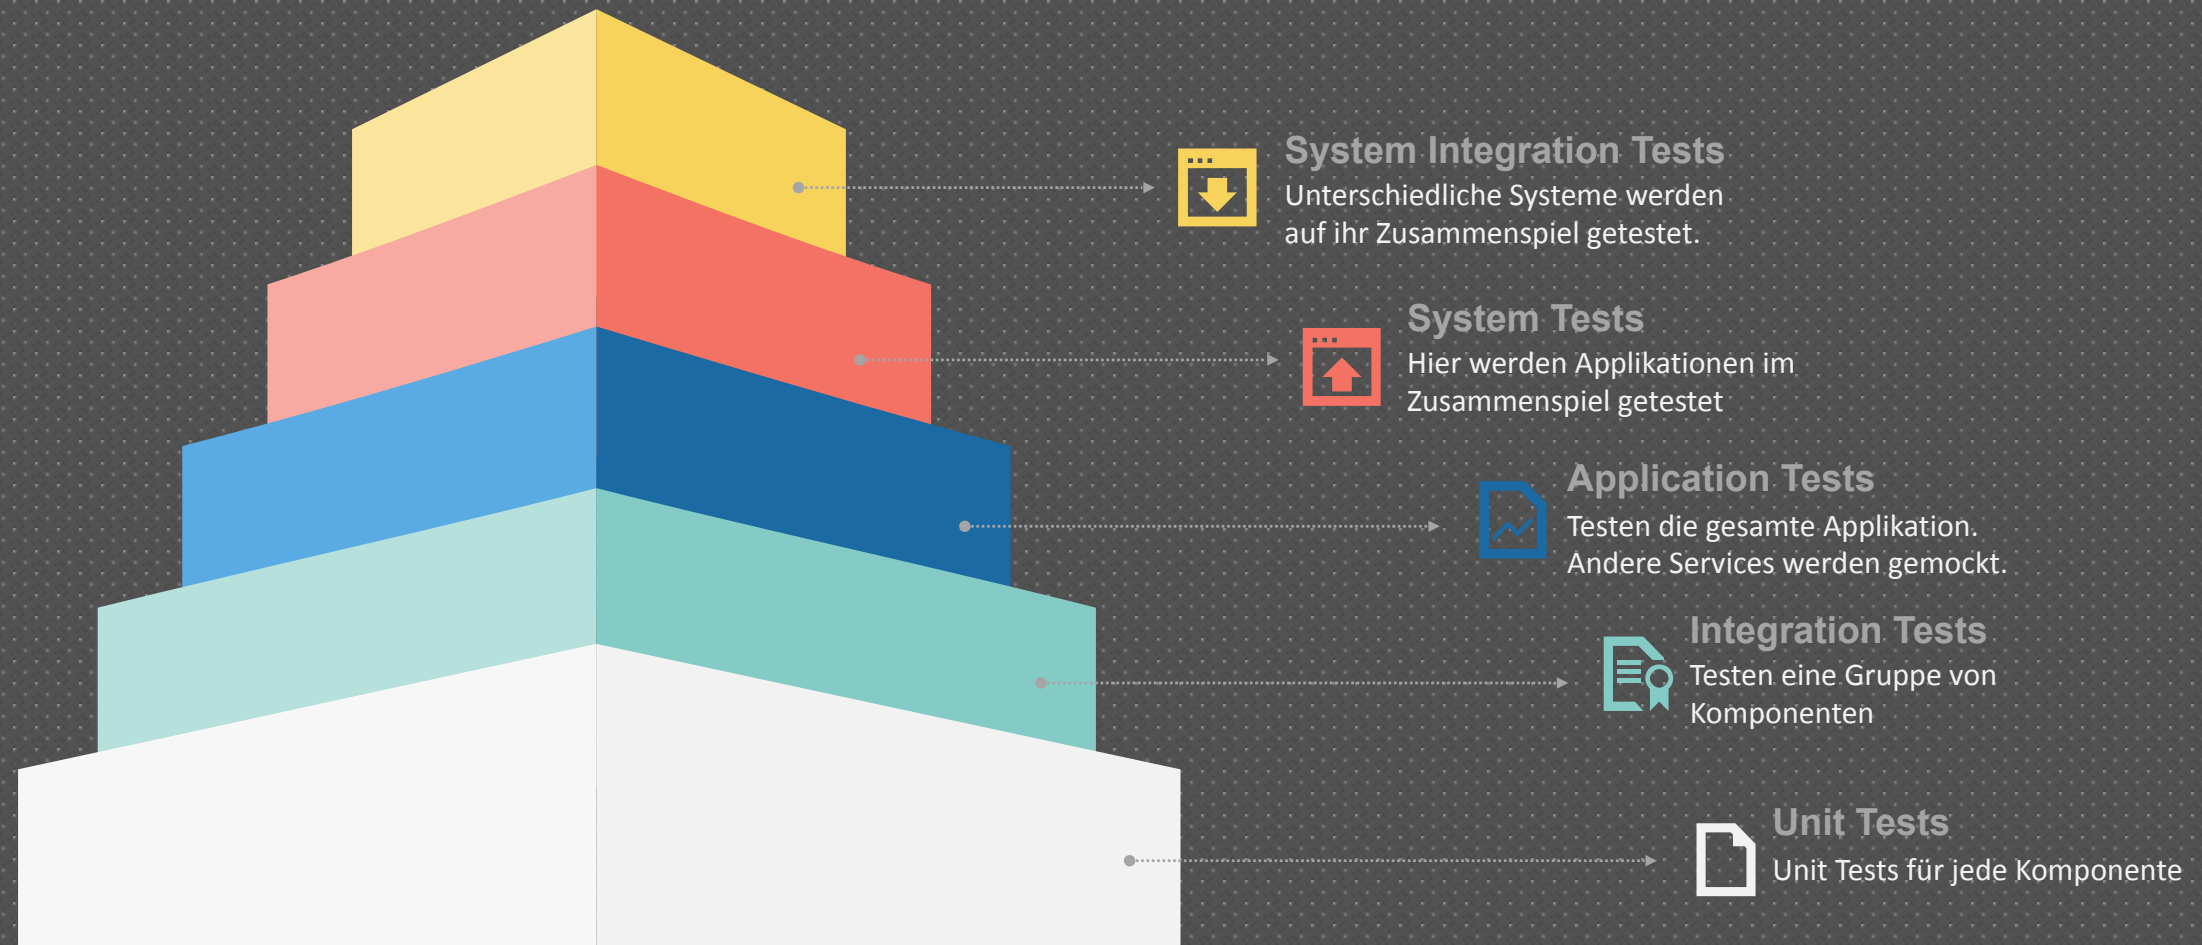 System Integration Tests
Unterschiedliche Systeme werden
auf ihr Zusammenspiel getestet.
System Tests
Hier werden Applikationen im
Zusammenspiel getestet
Application Tests
Testen die gesamte Applikation.
Andere Services werden gemockt.
Integration Tests
Testen eine Gruppe von
Komponenten
Unit Tests
Unit Tests für jede Komponente